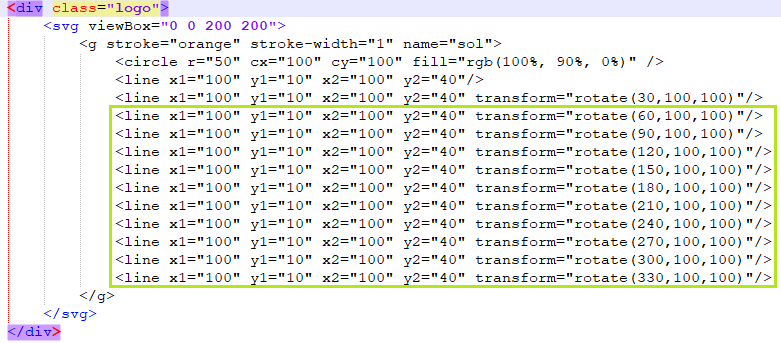 <div class="logo">
<svg viewBox="0 0 200 200">
<g stroke="orange" stroke-width="1" name="sol">
<circle r="50" cx="100" cy="100" fill="rgb(100%, 90%, 0%)" />
<line x1="100" y1="10" x2="100" y2="40"/>
<line x1="100" y1="10" x2="100" y2="40" transform="rotate(30,100,100)"/>
<line x1="100" y1="10" x2="100" y2="40" transform="rotate(60,100,100)"/>
<line x1="100" y1="10" x2="100" y2="40" transform="rotate(90,100,100)"/>
<line x1="100" y1="10" x2="100" y2="40" transform="rotate(120,100,100)"/>
<line x1="100" y1="10" x2="100" y2="40" transform="rotate(150,100,100)"/>
<line x1="100" y1="10" x2="100" y2="40" transform="rotate(180,100,100)"/>
<line x1="100" y1="10" x2="100" y2="40" transform="rotate(210,100,100)"/>
<line x1="100" y1="10" x2="100" y2="40" transform="rotate(240,100,100)"/>
<line x1="100" y1="10" x2="100" y2="40" transform="rotate(270,100,100)"/>
<line x1="100" y1="10" x2="100" y2="40" transform="rotate(300,100,100)"/>
<line x1="100" y1="10" x2="100" y2="40" transform="rotate(330,100,100)"/>
</g>
</svg>
</div>